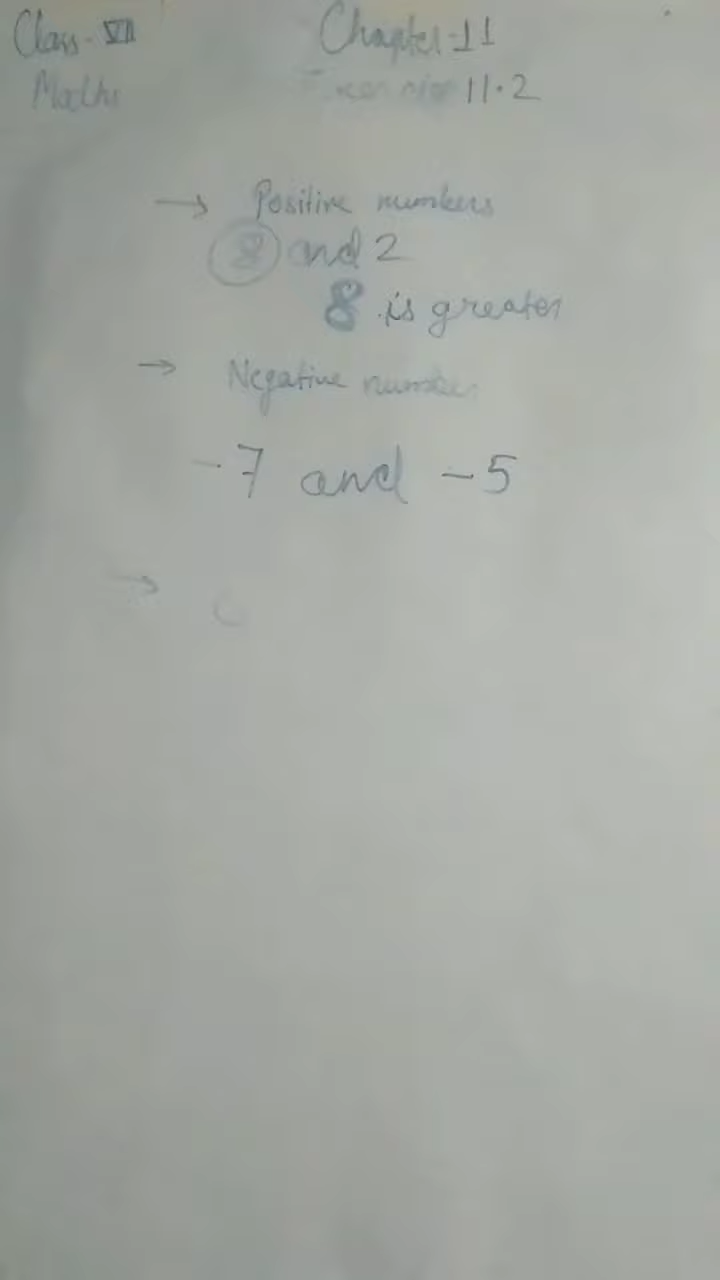 Class - VII
Chapter-11
Maths
Exercise 11.2
→ Positive numbers
8 and 2
8 is greater
→ Negative number
-7 and -5
→